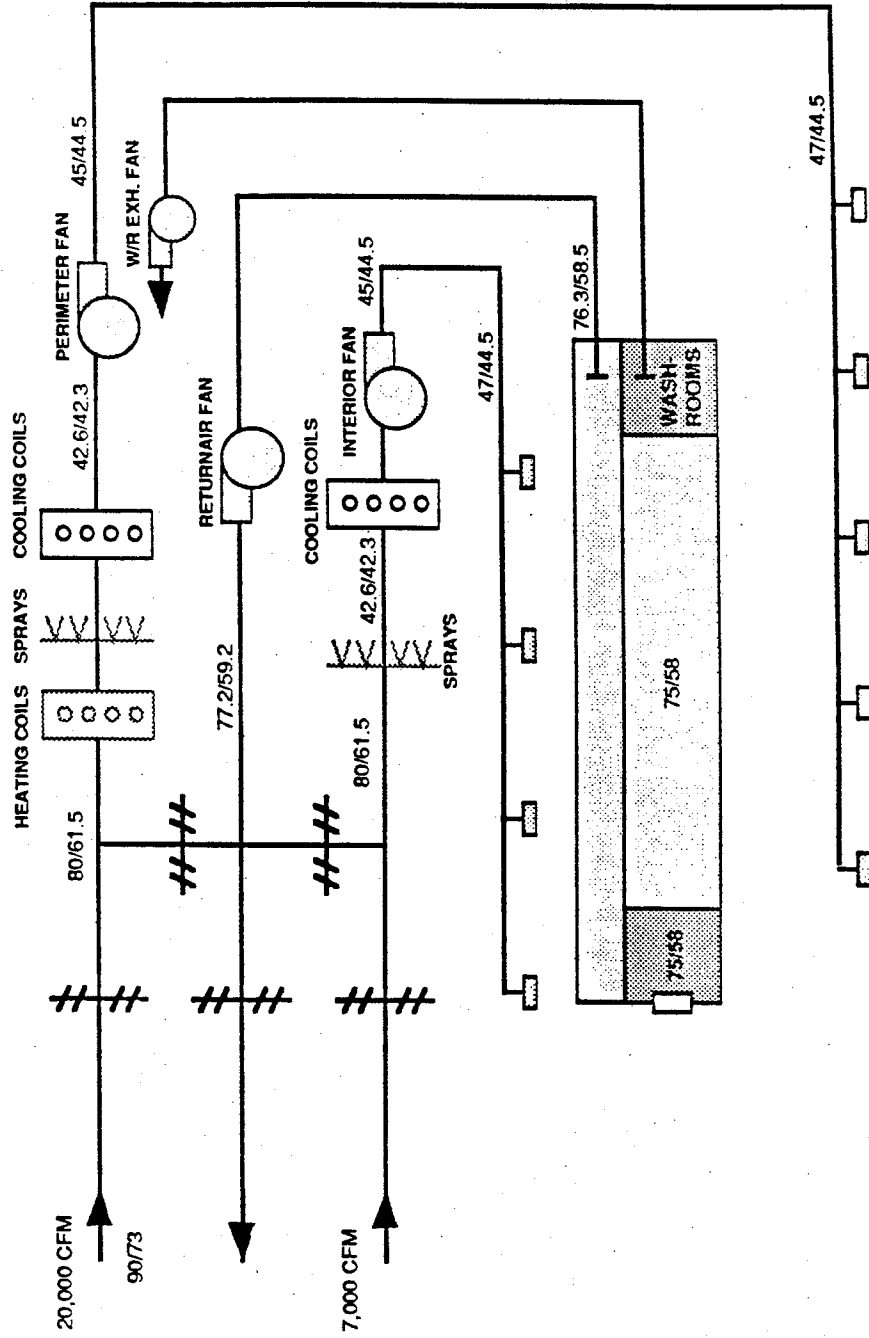 20,000 CFM
90/73
80/61.5
HEATING COILS
SPRAYS
COOLING COILS
42.6/42.3
PERIMETER FAN
45/44.5
W/R EXH. FAN
77.2/59.2
RETURNAIR FAN
7,000 CFM
80/61.5
SPRAYS
42.6/42.3
COOLING COILS
INTERIOR FAN
45/44.5
47/44.5
76.3/58.5
75/58
75/58
WASH-
ROOMS
47/44.5